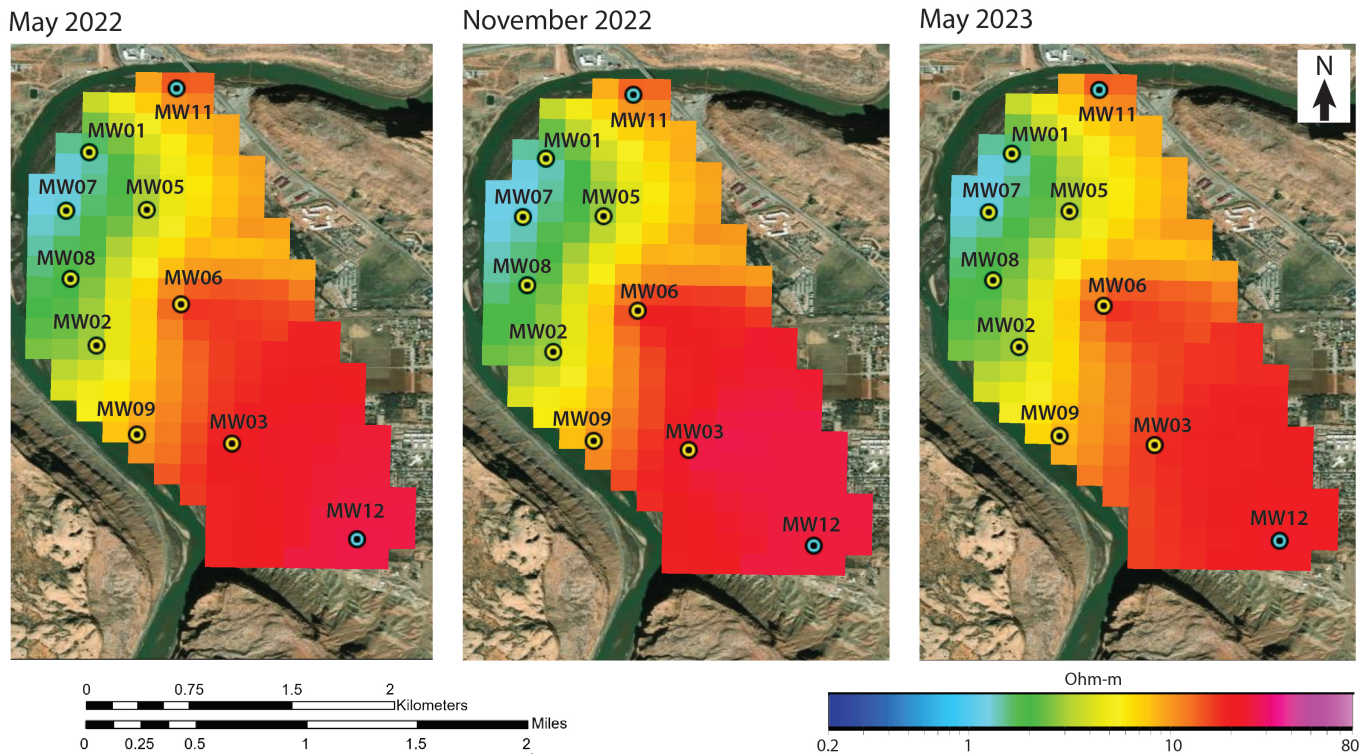 May 2022
November 2022
May 2023
N
MW11
MW01
MW07
MW05
MW08
MW06
MW02
MW09
MW03
MW12
MW11
MW01
MW07
MW05
MW08
MW06
MW02
MW09
MW03
MW12
MW11
MW01
MW07
MW05
MW08
MW06
MW02
MW09
MW03
MW12
0 0.75 1.5 2
Kilometers
Miles
0 0.25 0.5 1 1.5 2
Ohm-m
0.2 1 10 80